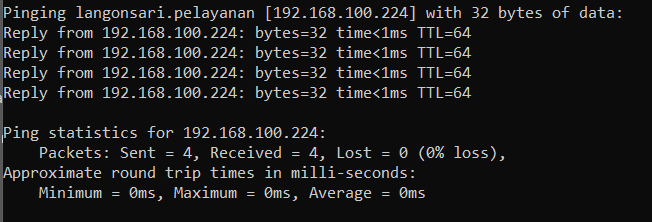 Pinging langonsari.pelayanan [192.168.100.224] with 32 bytes of data:
Reply from 192.168.100.224: bytes=32 time<1ms TTL=64
Reply from 192.168.100.224: bytes=32 time<1ms TTL=64
Reply from 192.168.100.224: bytes=32 time<1ms TTL=64
Reply from 192.168.100.224: bytes=32 time<1ms TTL=64

Ping statistics for 192.168.100.224:
    Packets: Sent = 4, Received = 4, Lost = 0 (0% loss),
Approximate round trip times in milli-seconds:
    Minimum = 0ms, Maximum = 0ms, Average = 0ms